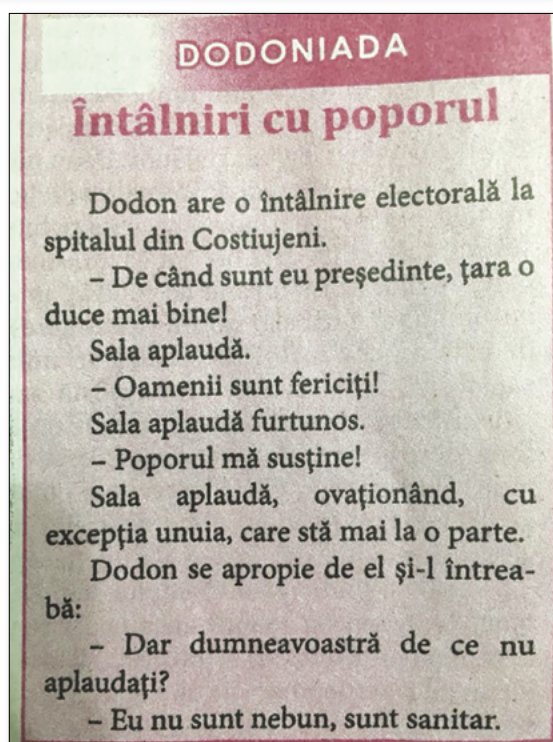 DODONIADA
Întâlniri cu poporul
Dodon are o întâlnire electorală la
spitalul din Costiujeni.
– De când sunt eu președinte, țara o
duce mai bine!
Sala aplaudă.
– Oamenii sunt fericiți!
Sala aplaudă furtunos.
– Poporul mă susține!
Sala aplaudă, ovaționând, cu
excepția unuia, care stă mai la o parte.
Dodon se apropie de el și-l întrea-
bă:
– Dar dumneavoastră de ce nu
aplaudați?
– Eu nu sunt nebun, sunt sanitar.